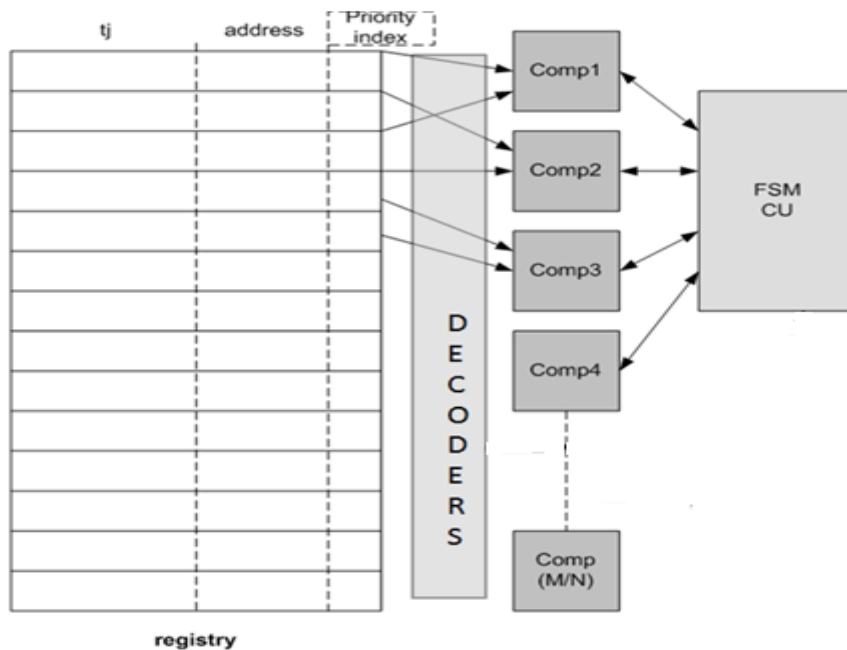 tj
address
Priority
index
Comp1
Comp2
Comp3
Comp4
Comp
(M/N)
FSM
CU
D
E
C
O
D
E
R
S
registry